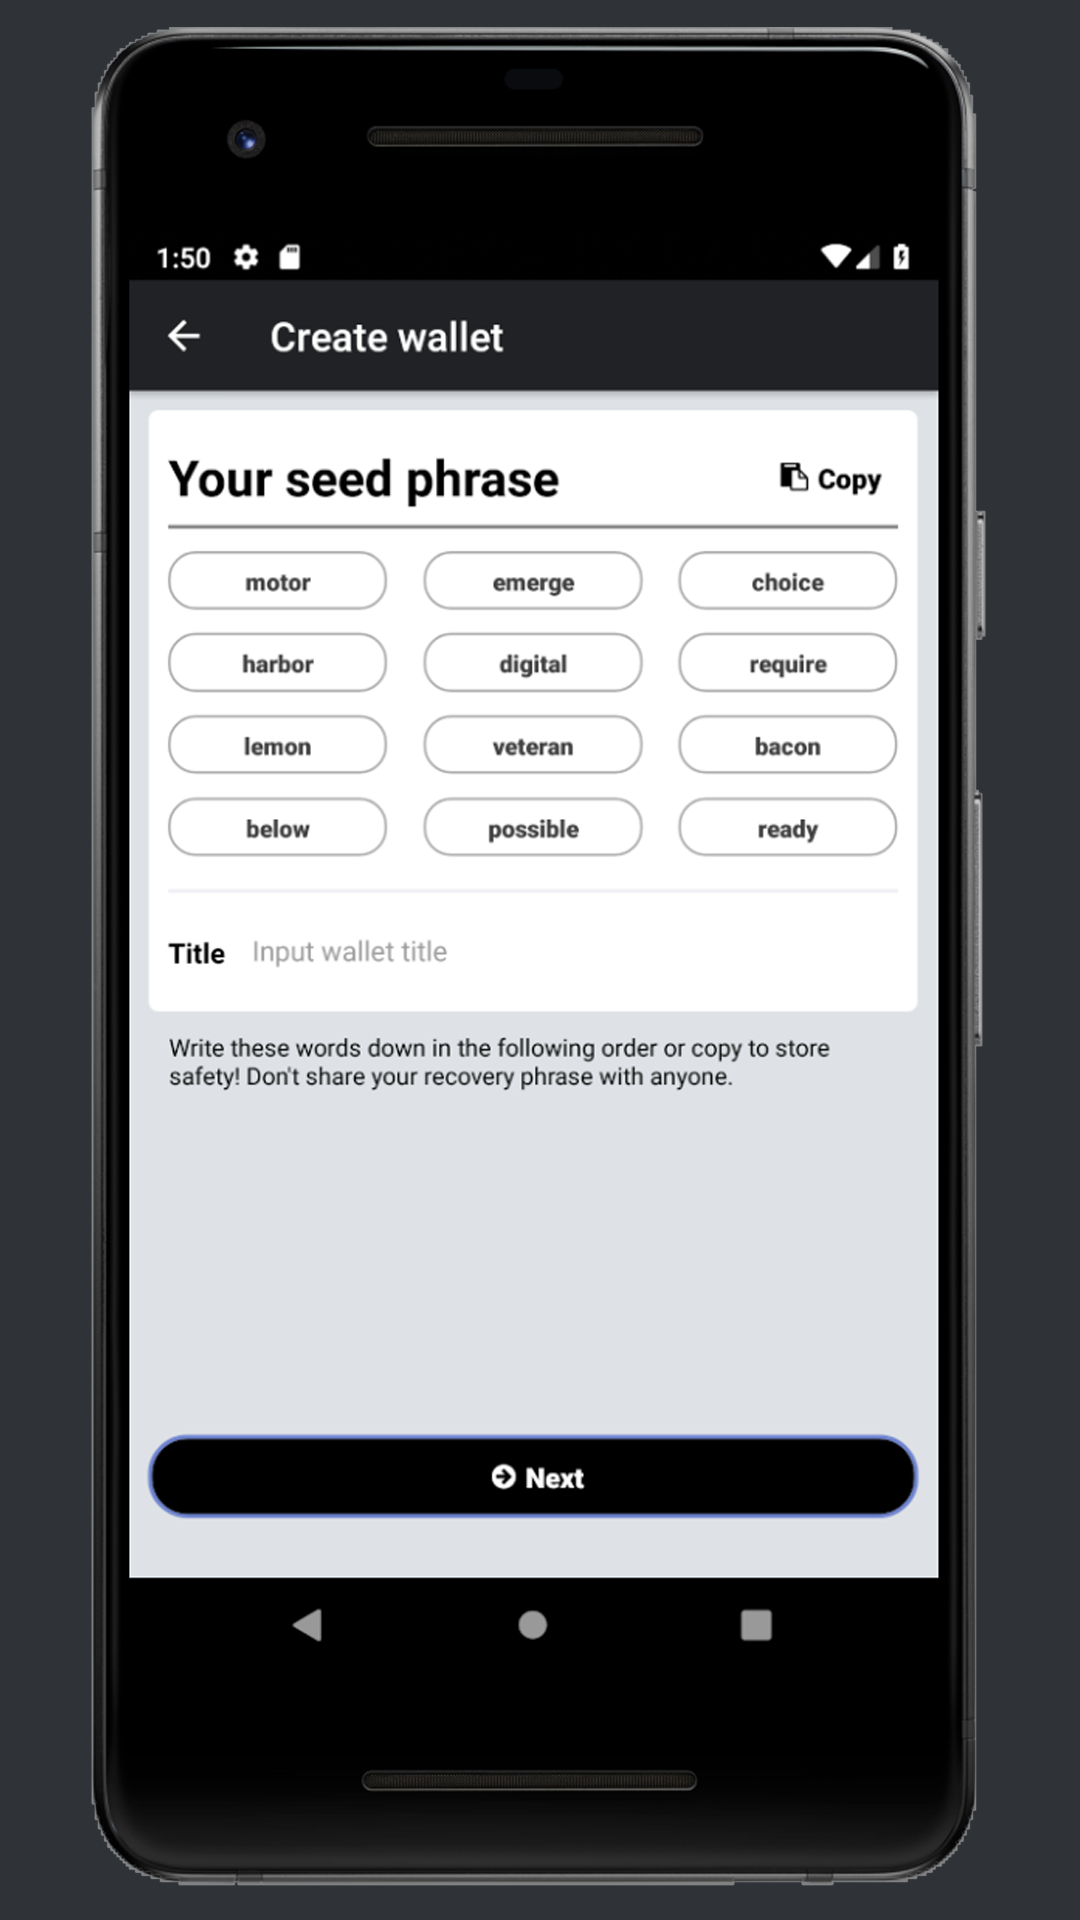 1:50
Create wallet
Your seed phrase Copy
motor emerge choice
harbor digital require
lemon veteran bacon
below possible ready
Title Input wallet title
Write these words down in the following order or copy to store
safety! Don't share your recovery phrase with anyone.
Next